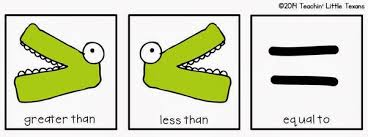 ©2014 Teachin' Little Texans
greater than
less than
equal to